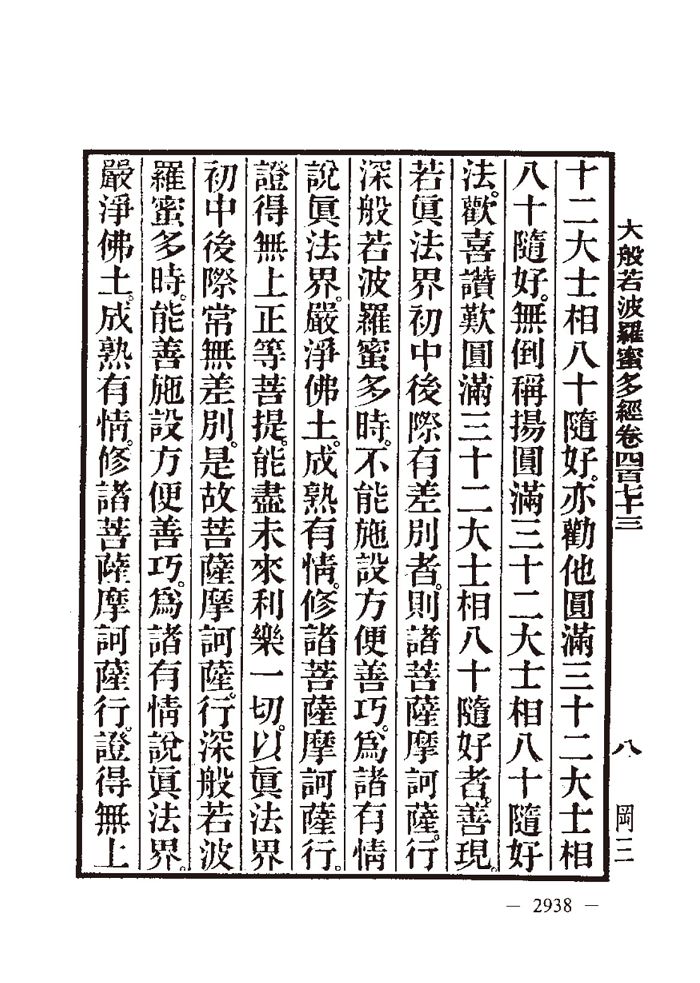 大般若波羅蜜多經卷四百七十三
八
岡三
十二大士相八十隨好。亦勸他圓滿三十二大士相
八十隨好。無倒稱揚圓滿三十二大士相八十隨好
法。歡喜讚歎圓滿三十二大士相八十隨好者。善現。
若眞法界初中後際有差別者。則諸菩薩摩訶薩。行
深般若波羅蜜多時。不能施設方便善巧。爲諸有情
說眞法界。嚴淨佛土。成熟有情。修諸菩薩摩訶薩行。
證得無上正等菩提。能盡未來利樂一切。以眞法界
初中後際常無差別。是故菩薩摩訶薩。行深般若波
羅蜜多時。能善施設方便善巧。爲諸有情說眞法界。
嚴淨佛土。成熟有情。修諸菩薩摩訶薩行。證得無上
— 2938 —